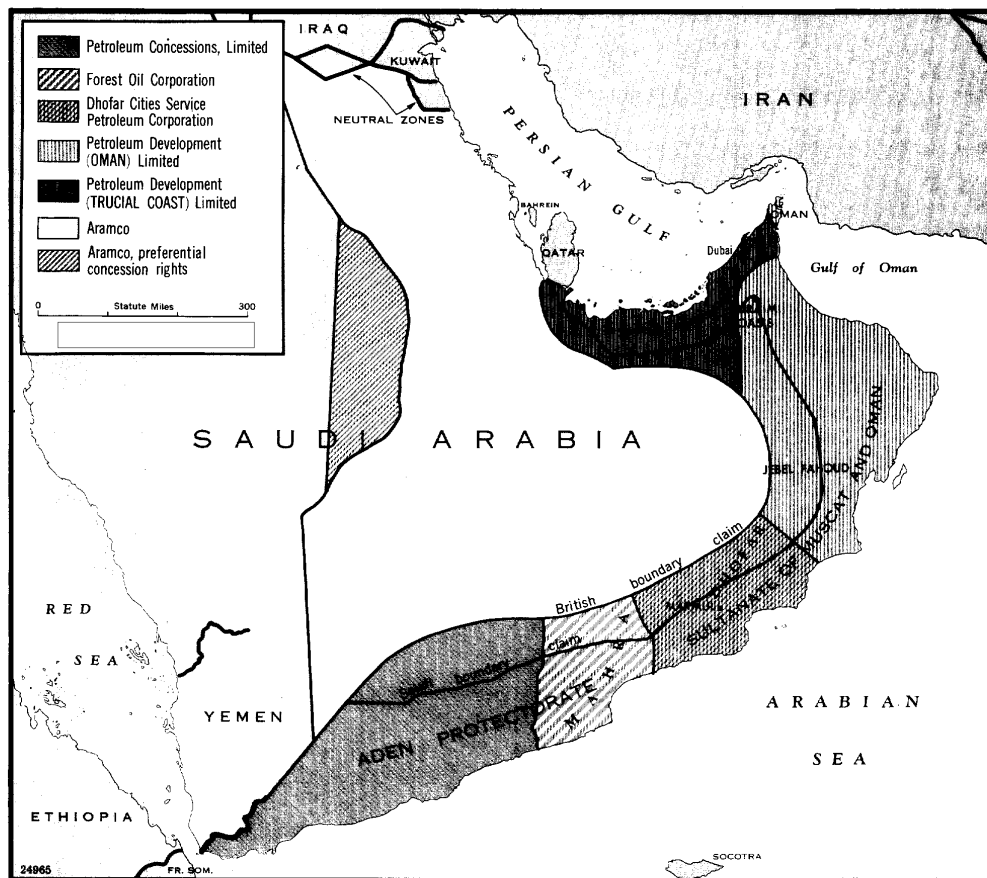 Petroleum Concessions, Limited
Forest Oil Corporation
Dhofar Cities Service
Petroleum Corporation
Petroleum Development
(OMAN) Limited
Petroleum Development
(TRUCIAL COAST) Limited
Aramco
Aramco, preferential
concession rights
0 Statute Miles 300
IRAQ
KUWAIT
NEUTRAL ZONES
IRAN
PERSIAN GULF
BAHREIN
QATAR
OMAN
Dubai
Gulf of Oman
SAUDI ARABIA
JEBEL FAHOUD
SULTANATE OF MUSCAT AND OMAN
DHOFAR
British boundary claim
boundary claim
MAHRA
ADEN PROTECTORATE
RED
SEA
YEMEN
ARABIAN
SEA
ETHIOPIA
FR. SOM.
SOCOTRA
24965